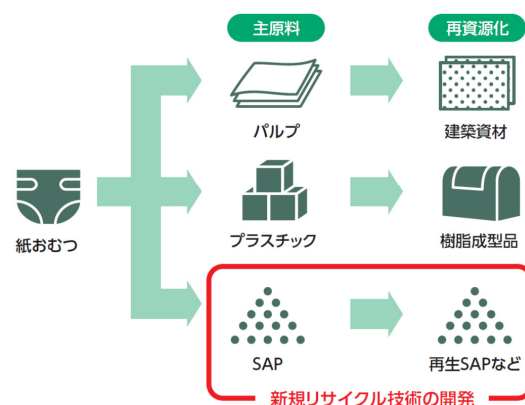 主原料
再資源化
パルプ
建築資材
紙おむつ
プラスチック
樹脂成型品
SAP
再生SAPなど
新規リサイクル技術の開発